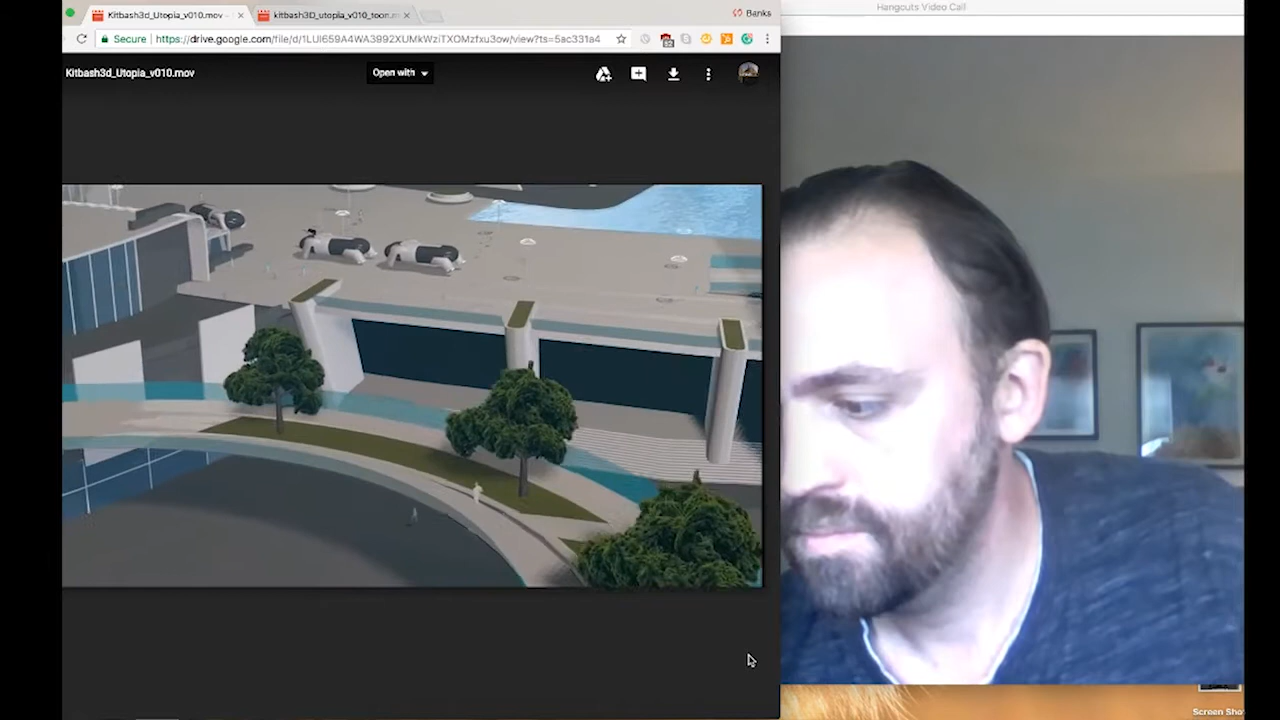 Kitbash3d_Utopia_v010.mov -
kitbash3D_utopia_v010_toon.m
Banks
Hangouts Video Call
Secure
https://drive.google.com/file/d/1LUI659A4WA3992XUMkWziTXOMzfxu3ow/view?ts=5ac331a4
Kitbash3d_Utopia_v010.mov
Open with
Screen Sho